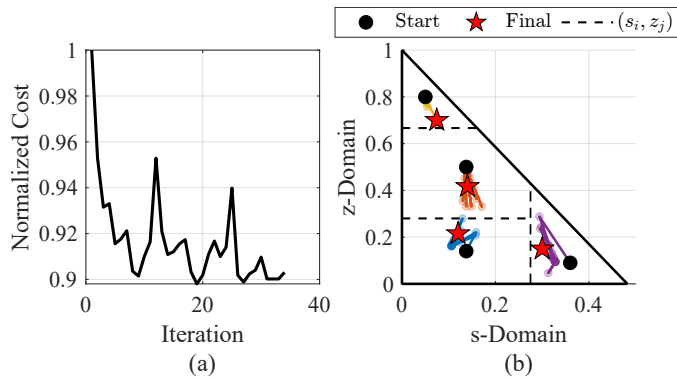 Start Final (s_i, z_j)
1
0.98
0.96
0.94
0.92
0.9
Normalized Cost
0 20 40
Iteration
(a)
1
0.8
0.6
0.4
0.2
0
z-Domain
0 0.2 0.4
s-Domain
(b)